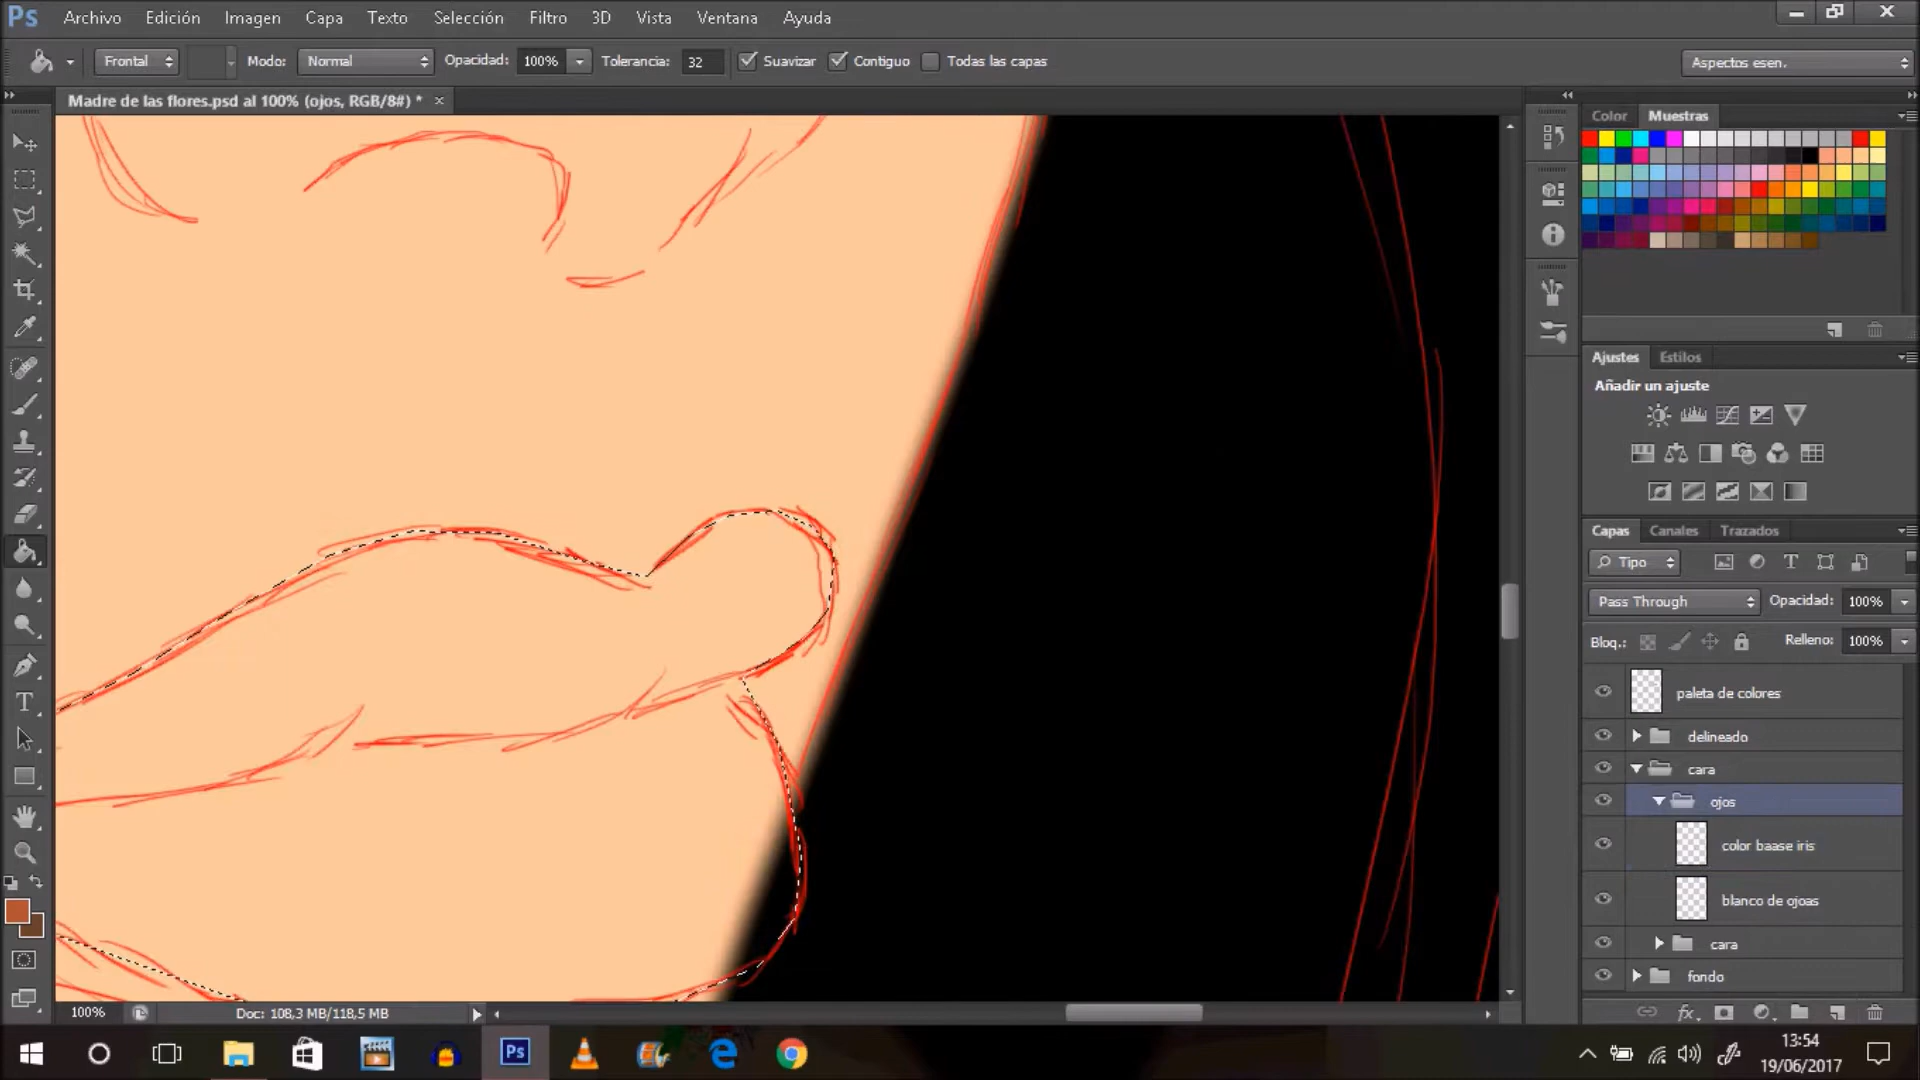 Ps Archivo Edición Imagen Capa Texto Selección Filtro 3D Vista Ventana Ayuda
Frontal Modo: Normal Opacidad: 100% Tolerancia: 32 Suavizar Contiguo Todas las capas Aspectos esen.
Madre de las flores.psd al 100% (ojos, RGB/8#) * ×
Color Muestras
Ajustes Estilos
Añadir un ajuste
Capas Canales Trazados
Tipo
Pass Through Opacidad: 100%
Bloq.: Relleno: 100%
paleta de colores
delineado
cara
ojos
color baase iris
blanco de ojoas
cara
fondo
100% Doc: 108,3 MB/118,5 MB
fx
Ps
13:54
19/06/2017